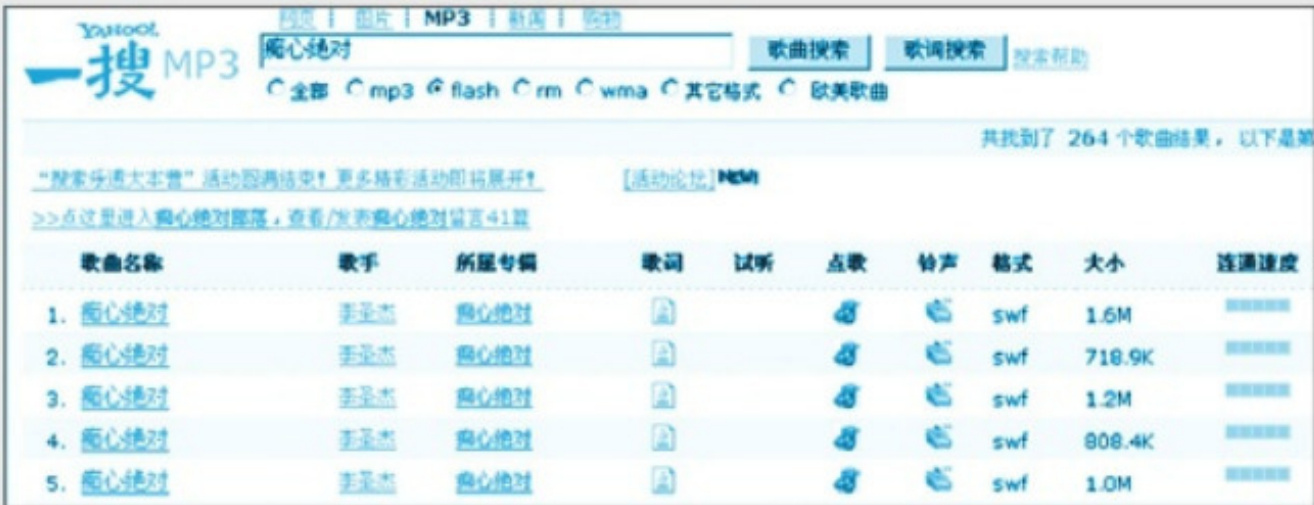 网页 | 图片 | MP3 | 新闻 | 购物
YAHOO!
一搜 MP3
痴心绝对 歌曲搜索 歌词搜索 搜索帮助
全部 mp3 flash rm wma 其它格式 欧美歌曲
共找到了 264 个歌曲结果，以下是第
“搜索乐透大本营”活动圆满结束！更多精彩活动即将展开！ [活动论坛] NEW!
>>点这里进入痴心绝对部落，查看/发表痴心绝对留言41篇
歌曲名称 歌手 所属专辑 歌词 试听 点歌 铃声 格式 大小 连通速度
1. 痴心绝对 李圣杰 痴心绝对 swf 1.6M
2. 痴心绝对 李圣杰 痴心绝对 swf 718.9K
3. 痴心绝对 李圣杰 痴心绝对 swf 1.2M
4. 痴心绝对 李圣杰 痴心绝对 swf 808.4K
5. 痴心绝对 李圣杰 痴心绝对 swf 1.0M